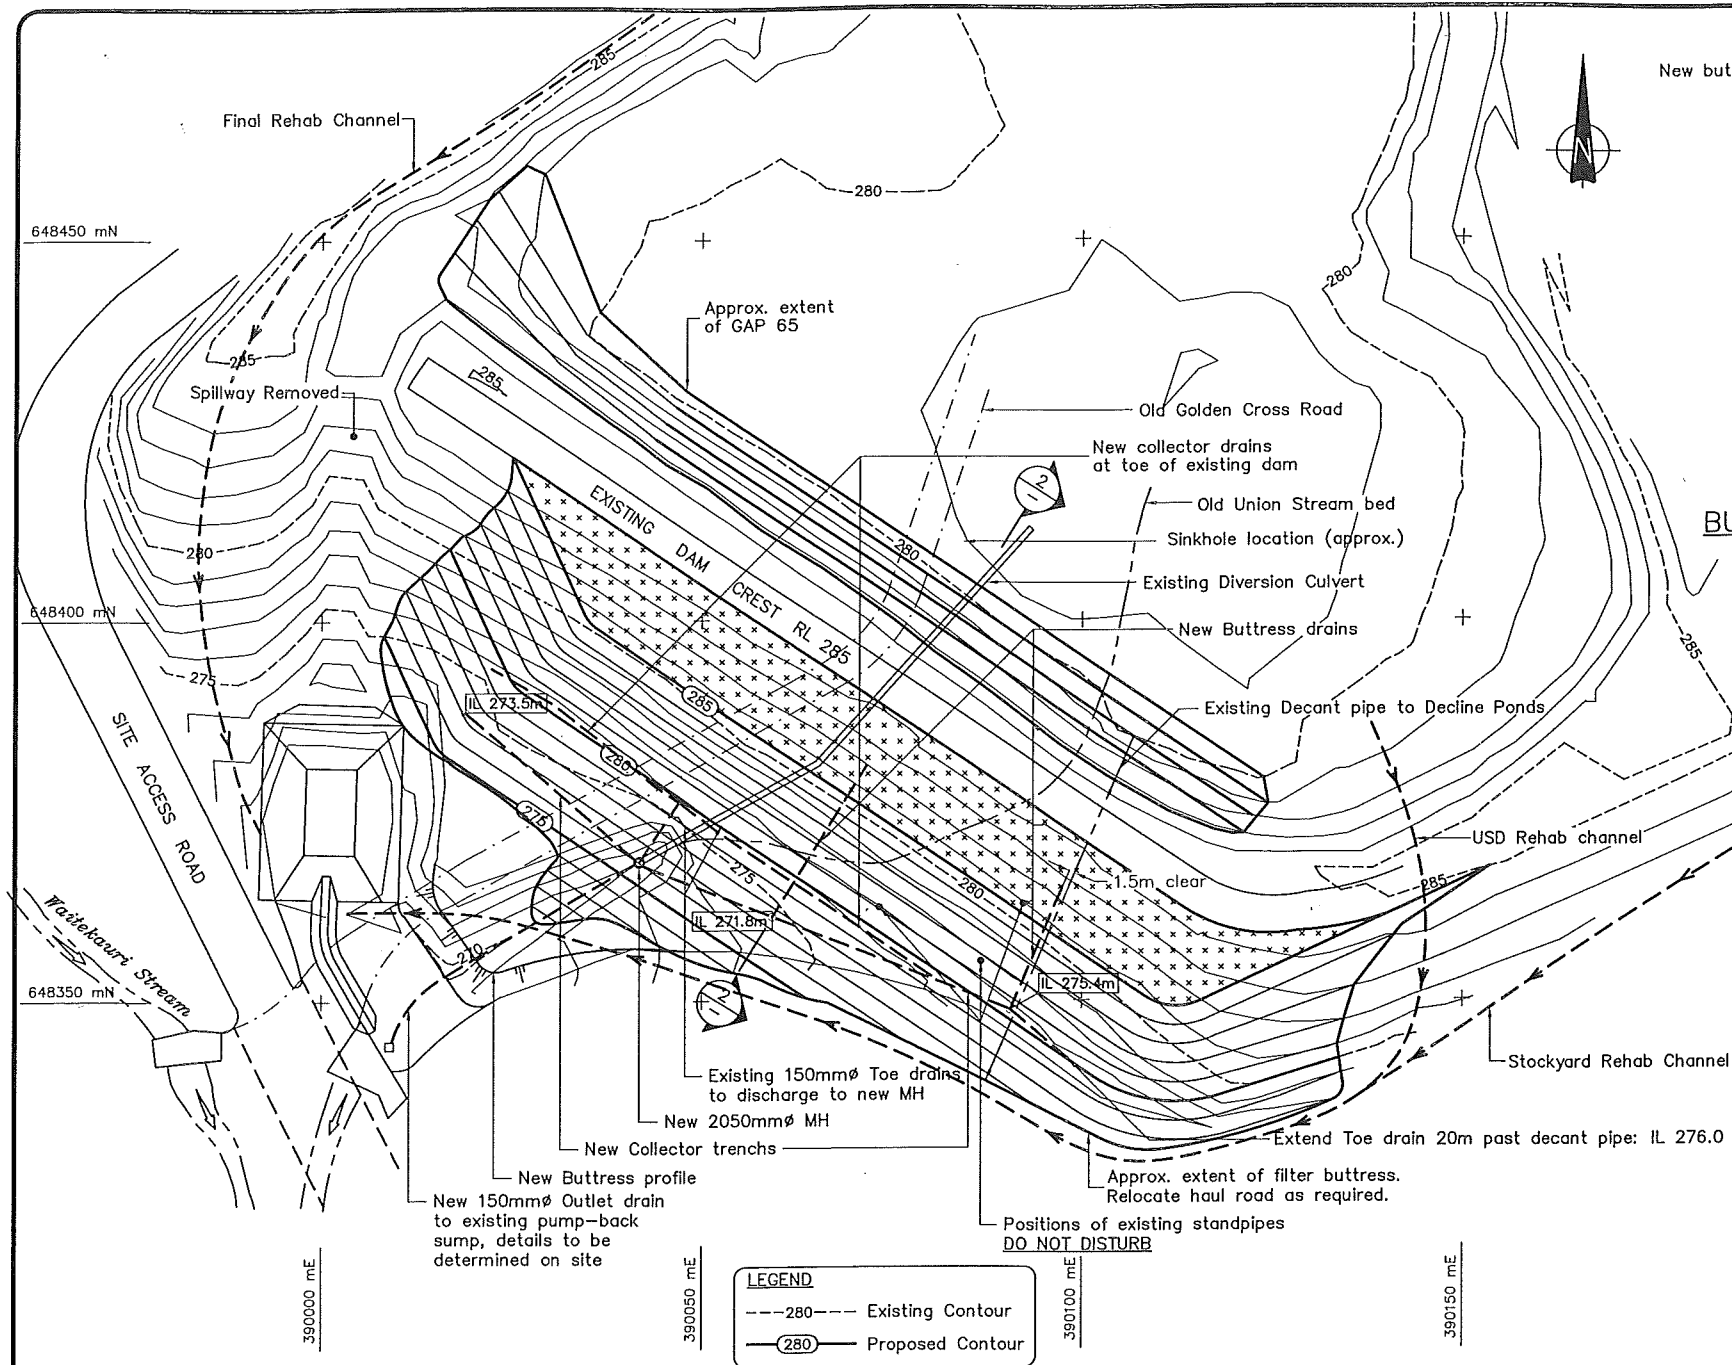 285
New but
Final Rehab Channel
N
280
648450 mN
280
Approx. extent
of GAP 65
285
285
Spillway Removed
Old Golden Cross Road
New collector drains
at toe of existing dam
2
-
Old Union Stream bed
BU
Sinkhole location (approx.)
280
280
EXISTING DAM CREST RL 285
Existing Diversion Culvert
648400 mN
New Buttress drains
285
275
285
IL 273.5m
Existing Decant pipe to Decline Ponds
SITE ACCESS ROAD
280
275
USD Rehab channel
275
280
1.5m clear
285
Waitekauri Stream
IL 271.8m
270
IL 275.4m
648350 mN
2
-
Stockyard Rehab Channel
Existing 150mmø Toe drains
to discharge to new MH
New 2050mmø MH
New Collector trenchs
Extend Toe drain 20m past decant pipe: IL 276.0
New Buttress profile
Approx. extent of filter buttress.
Relocate haul road as required.
New 150mmø Outlet drain
to existing pump-back
sump, details to be
determined on site
Positions of existing standpipes
DO NOT DISTURB
390000 mE
390050 mE
390100 mE
390150 mE
LEGEND
280 Existing Contour
280 Proposed Contour